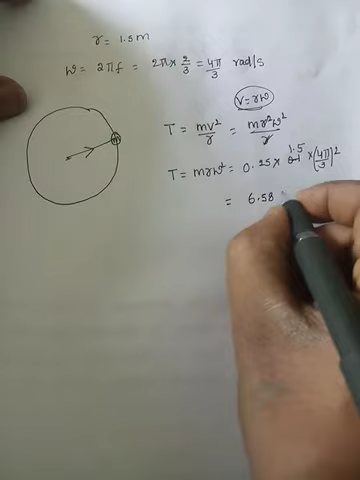 r = 1.5m
W = 2πf = 2π × 2/3 = 4π/3 rad/s
V = rω
T = mv²/r = mr²ω²/r
T = mrω² = 0.25 × 1.5 × (4π/3)²
= 6.58
m